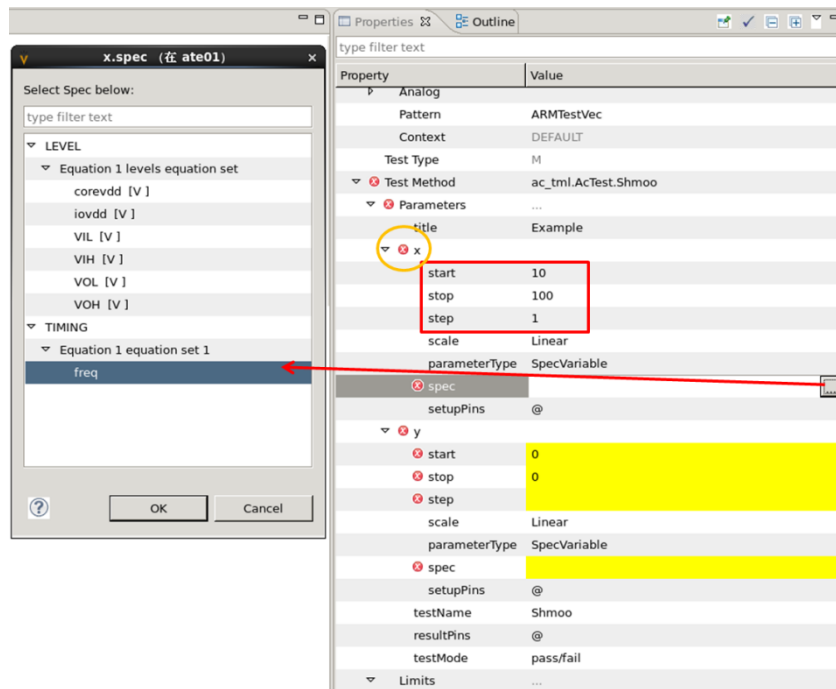 x.spec （在 ate01）
Select Spec below:
type filter text
LEVEL
Equation 1 levels equation set
corevdd [V ]
iovdd [V ]
VIL [V ]
VIH [V ]
VOL [V ]
VOH [V ]
TIMING
Equation 1 equation set 1
freq
OK Cancel
Properties Outline
type filter text
Property Value
Analog
Pattern ARMTestVec
Context DEFAULT
Test Type M
Test Method ac_tml.AcTest.Shmoo
Parameters ...
title Example
x
start 10
stop 100
step 1
scale Linear
parameterType SpecVariable
spec ...
setupPins @
y
start 0
stop 0
step
scale Linear
parameterType SpecVariable
spec
setupPins @
testName Shmoo
resultPins @
testMode pass/fail
Limits ...